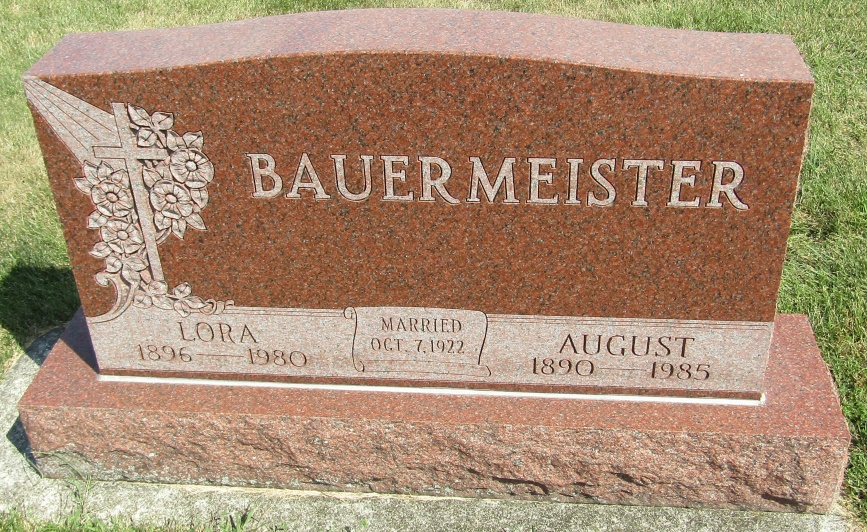 BAUERMEISTER
LORA
1896 — 1980
MARRIED
OCT. 7, 1922
AUGUST
1890 — 1985